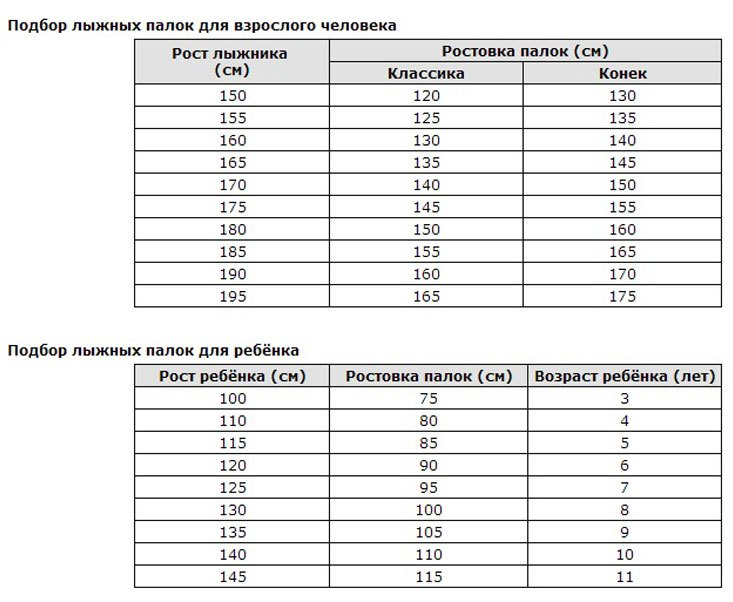 Подбор лыжных палок для взрослого человека
Рост лыжника (см) Ростовка палок (см)
Классика Конек
150 120 130
155 125 135
160 130 140
165 135 145
170 140 150
175 145 155
180 150 160
185 155 165
190 160 170
195 165 175
Подбор лыжных палок для ребёнка
Рост ребёнка (см) Ростовка палок (см) Возраст ребёнка (лет)
100 75 3
110 80 4
115 85 5
120 90 6
125 95 7
130 100 8
135 105 9
140 110 10
145 115 11